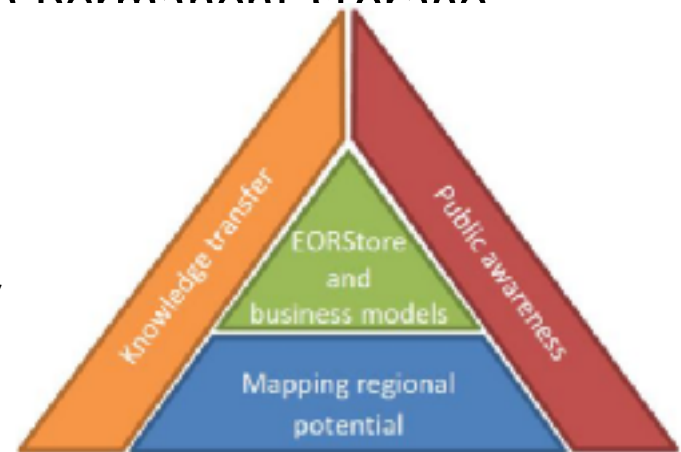 Knowledge transfer
Public awareness
EORStore
and
business models
Mapping regional
potential